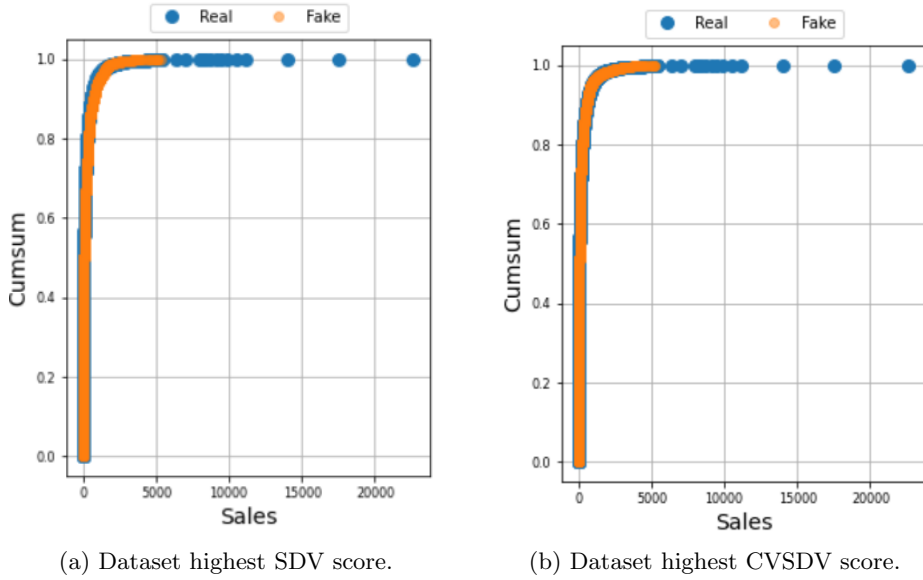 Real Fake
1.0
0.8
0.6
0.4
0.2
0.0
Cumsum
0 5000 10000 15000 20000
Sales
(a) Dataset highest SDV score.
Real Fake
1.0
0.8
0.6
0.4
0.2
0.0
Cumsum
0 5000 10000 15000 20000
Sales
(b) Dataset highest CVSDV score.